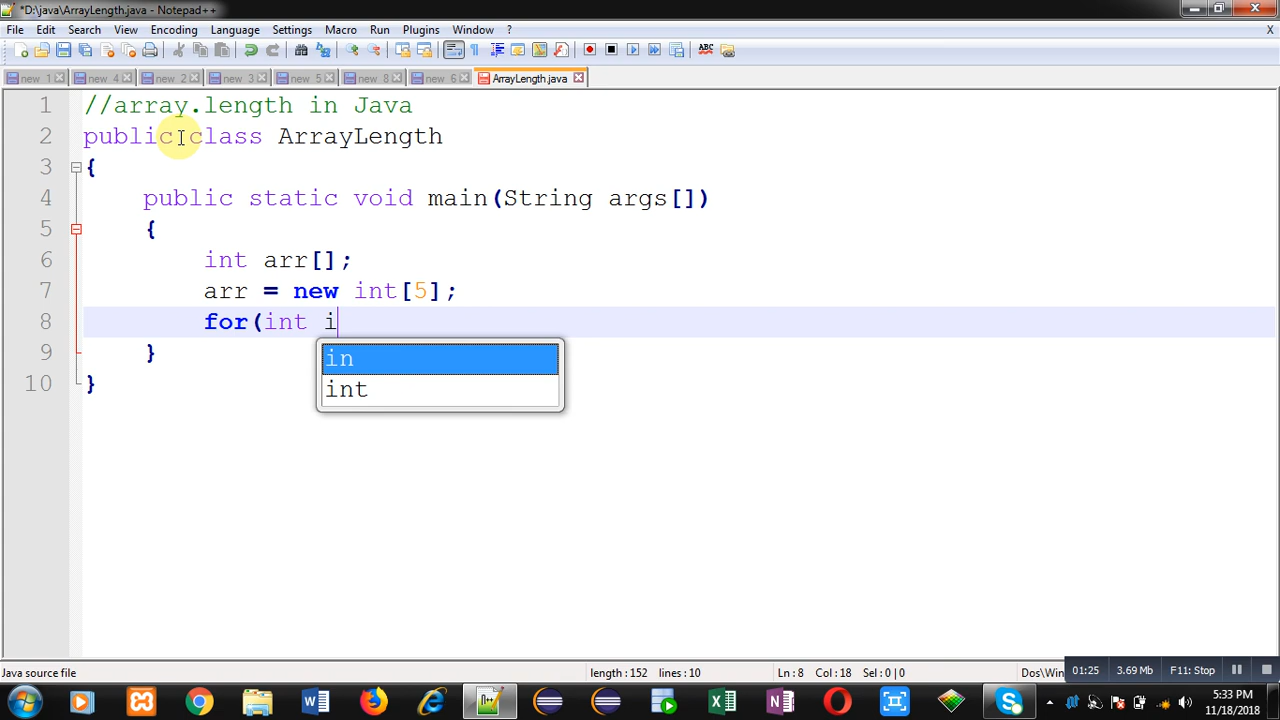 *D:\java\ArrayLength.java - Notepad++
File Edit Search View Encoding Language Settings Macro Run Plugins Window ? X
new 1 new 4 new 2 new 3 new 5 new 8 new 6 ArrayLength.java
1 //array.length in Java
2 public class ArrayLength
3 {
4 public static void main(String args[])
5 {
6 int arr[];
7 arr = new int[5];
8 for(int i
9 }
10 }
in
int
Java source file length : 152 lines : 10 Ln : 8 Col : 18 Sel : 0 | 0 Dos\Win 01:25 3.69 Mb F11: Stop
5:33 PM
11/18/2018